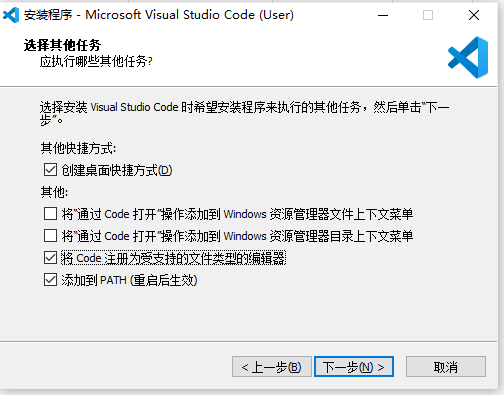 安装程序 - Microsoft Visual Studio Code (User)
选择其他任务
应执行哪些其他任务?
选择安装 Visual Studio Code 时希望安装程序来执行的其他任务，然后单击“下一
步”。
其他快捷方式:
创建桌面快捷方式(D)
其他:
将“通过 Code 打开”操作添加到 Windows 资源管理器文件上下文菜单
将“通过 Code 打开”操作添加到 Windows 资源管理器目录上下文菜单
将 Code 注册为受支持的文件类型的编辑器
添加到 PATH (重启后生效)
< 上一步(B) 下一步(N) > 取消